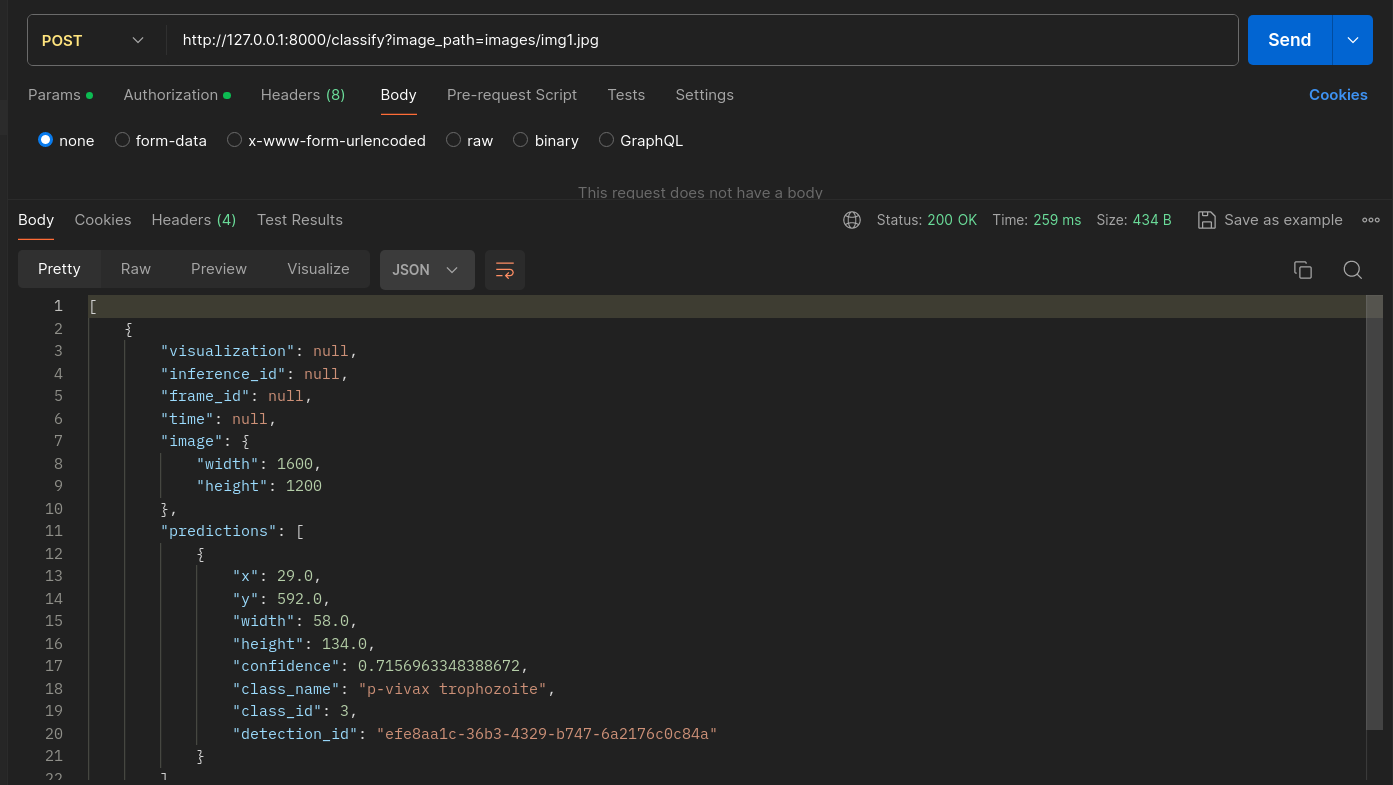 POST http://127.0.0.1:8000/classify?image_path=images/img1.jpg Send
Params Authorization Headers (8) Body Pre-request Script Tests Settings Cookies
none form-data x-www-form-urlencoded raw binary GraphQL
This request does not have a body
Body Cookies Headers (4) Test Results Status: 200 OK Time: 259 ms Size: 434 B Save as example
Pretty Raw Preview Visualize JSON
1 [
2 {
3 "visualization": null,
4 "inference_id": null,
5 "frame_id": null,
6 "time": null,
7 "image": {
8 "width": 1600,
9 "height": 1200
10 },
11 "predictions": [
12 {
13 "x": 29.0,
14 "y": 592.0,
15 "width": 58.0,
16 "height": 134.0,
17 "confidence": 0.7156963348388672,
18 "class_name": "p-vivax trophozoite",
19 "class_id": 3,
20 "detection_id": "efe8aa1c-36b3-4329-b747-6a2176c0c84a"
21 }
22 ]